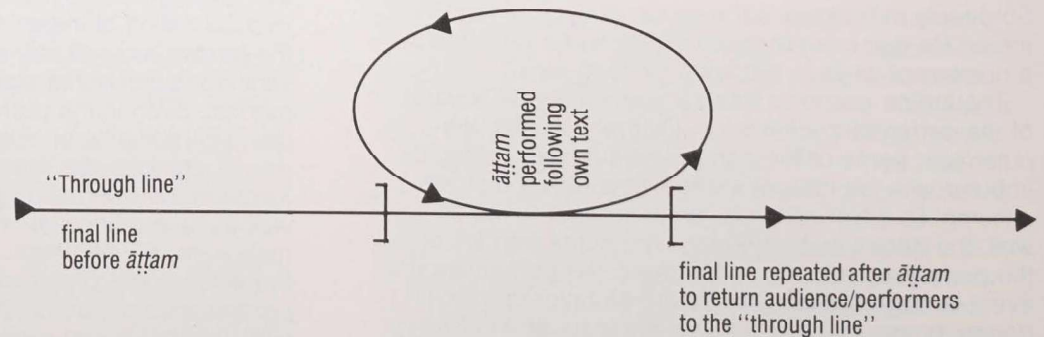 āṭṭam
performed
following
own text
"Through line"
final line
before āṭṭam
final line repeated after āṭṭam
to return audience/performers
to the "through line"